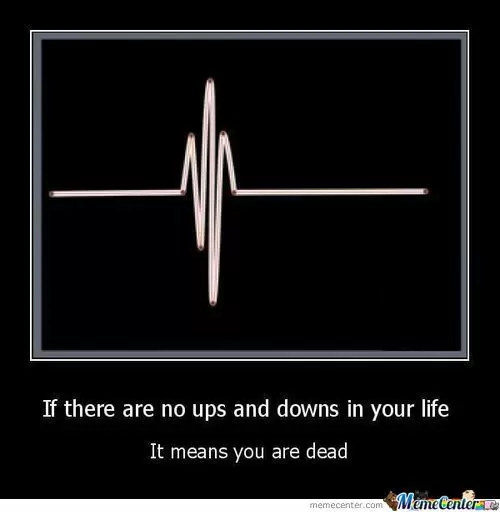 If there are no ups and downs in your life
It means you are dead
memecenter.com MemeCenter